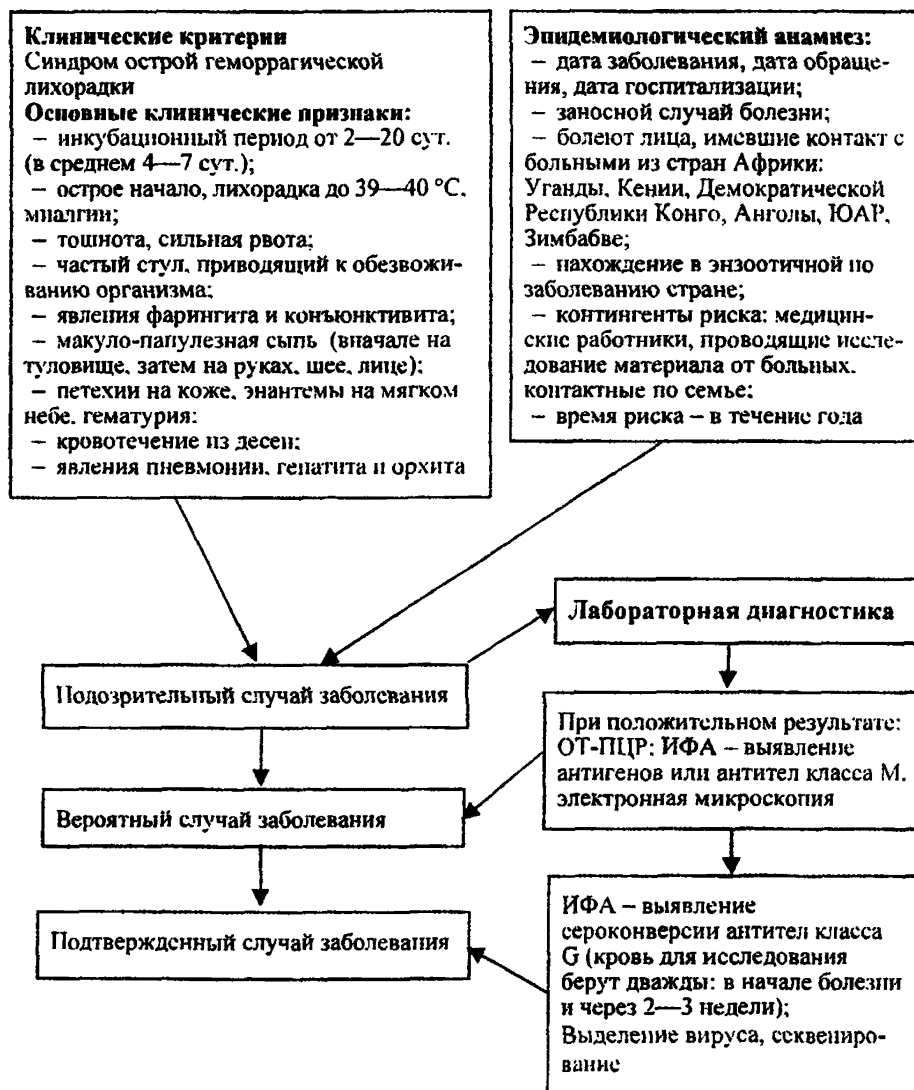 Клинические критерии
Синдром острой геморрагической
лихорадки
Основные клинические признаки:
– инкубационный период от 2—20 сут.
(в среднем 4—7 сут.);
– острое начало, лихорадка до 39—40 °С,
миалгии;
– тошнота, сильная рвота;
– частый стул, приводящий к обезвожи-
ванию организма;
– явления фарингита и конъюнктивита;
– макуло-папулезная сыпь (вначале на
туловище, затем на руках, шее, лице);
– петехии на коже, энантемы на мягком
небе, гематурия;
– кровотечение из десен;
– явления пневмонии, гепатита и орхита
Эпидемиологический анамнез:
– дата заболевания, дата обраще-
ния, дата госпитализации;
– заносной случай болезни;
– болеют лица, имевшие контакт с
больными из стран Африки:
Уганды, Кении, Демократической
Республики Конго, Анголы, ЮАР,
Зимбабве;
– нахождение в энзоотичной по
заболеванию стране;
– контингенты риска: медицин-
ские работники, проводящие иссле-
дование материала от больных,
контактные по семье;
– время риска – в течение года
Лабораторная диагностика
Подозрительный случай заболевания
При положительном результате:
ОТ-ПЦР; ИФА – выявление
антигенов или антител класса М,
электронная микроскопия
Вероятный случай заболевания
Подтвержденный случай заболевания
ИФА – выявление
сероконверсии антител класса
G (кровь для исследования
берут дважды: в начале болезни
и через 2—3 недели);
Выделение вируса, секвениро-
вание